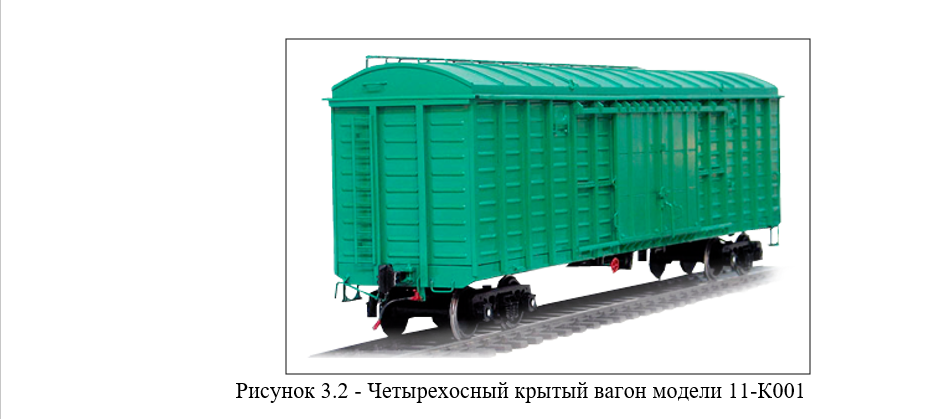 Рисунок 3.2 - Четырехосный крытый вагон модели 11-К001